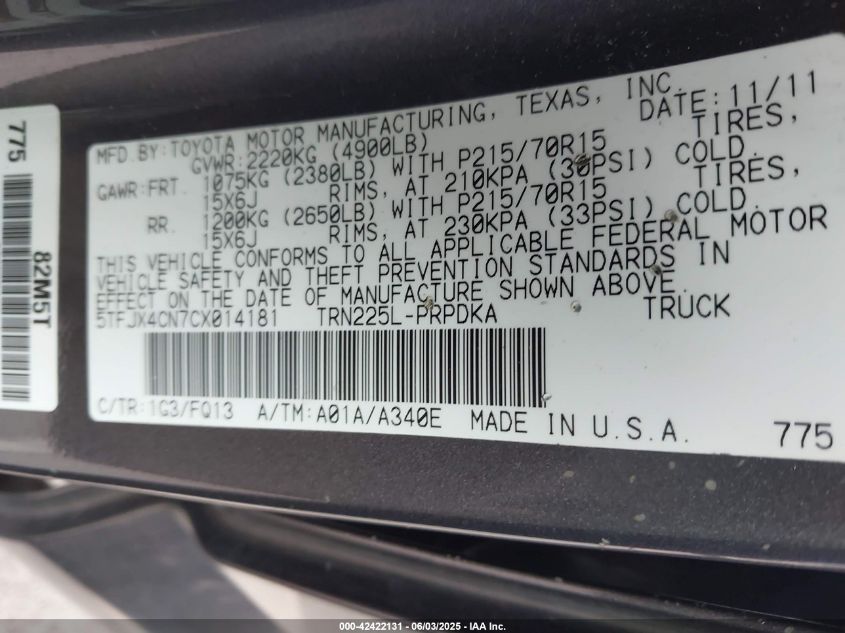 775
82M5T
MFD.BY:TOYOTA MOTOR MANUFACTURING, TEXAS, INC.
DATE:11/11
GVWR:2220KG (4900LB)
GAWR:FRT. 1075KG (2380LB) WITH P215/70R15 TIRES,
15X6J RIMS, AT 210KPA (30PSI) COLD.
RR. 1200KG (2650LB) WITH P215/70R15 TIRES,
15X6J RIMS, AT 230KPA (33PSI) COLD.
THIS VEHICLE CONFORMS TO ALL APPLICABLE FEDERAL MOTOR
VEHICLE SAFETY AND THEFT PREVENTION STANDARDS IN
EFFECT ON THE DATE OF MANUFACTURE SHOWN ABOVE.
5TFJX4CN7CX014181 TRN225L-PRPDKA TRUCK
C/TR:1G3/FQ13 A/TM:A01A/A340E MADE IN U.S.A.
775
000-42422131 - 06/03/2025 - IAA Inc.